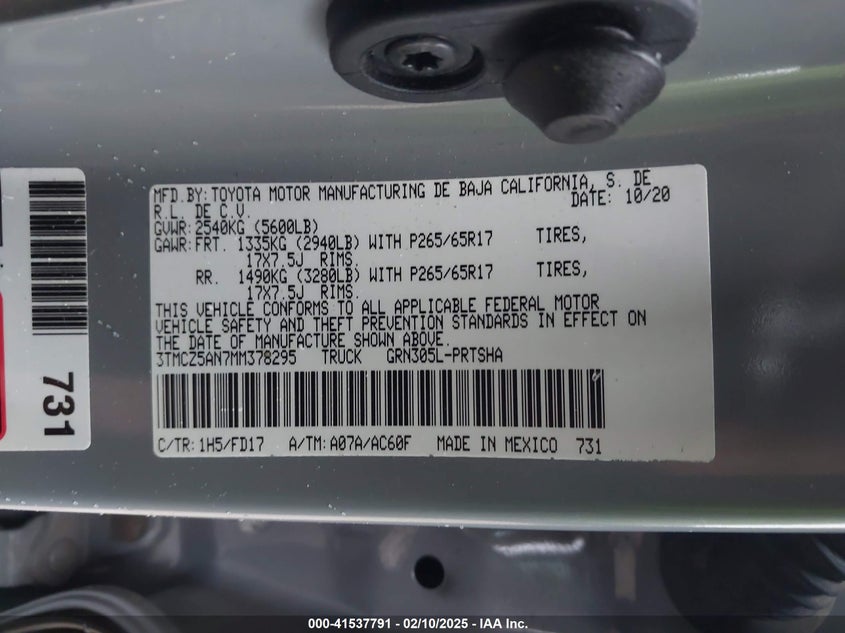 MFD.BY:TOYOTA MOTOR MANUFACTURING DE BAJA CALIFORNIA, S. DE
R.L. DE C.V. DATE: 10/20
GVWR:2540KG (5600LB)
GAWR:FRT. 1335KG (2940LB) WITH P265/65R17 TIRES,
17X7.5J RIMS.
RR. 1490KG (3280LB) WITH P265/65R17 TIRES,
17X7.5J RIMS.
THIS VEHICLE CONFORMS TO ALL APPLICABLE FEDERAL MOTOR
VEHICLE SAFETY AND THEFT PREVENTION STANDARDS IN EFFECT ON
THE DATE OF MANUFACTURE SHOWN ABOVE.
3TMCZ5AN7MM378295 TRUCK GRN305L-PRTSHA
C/TR:1H5/FD17 A/TM:A07A/AC60F MADE IN MEXICO 731
731
000-41537791 - 02/10/2025 - IAA Inc.